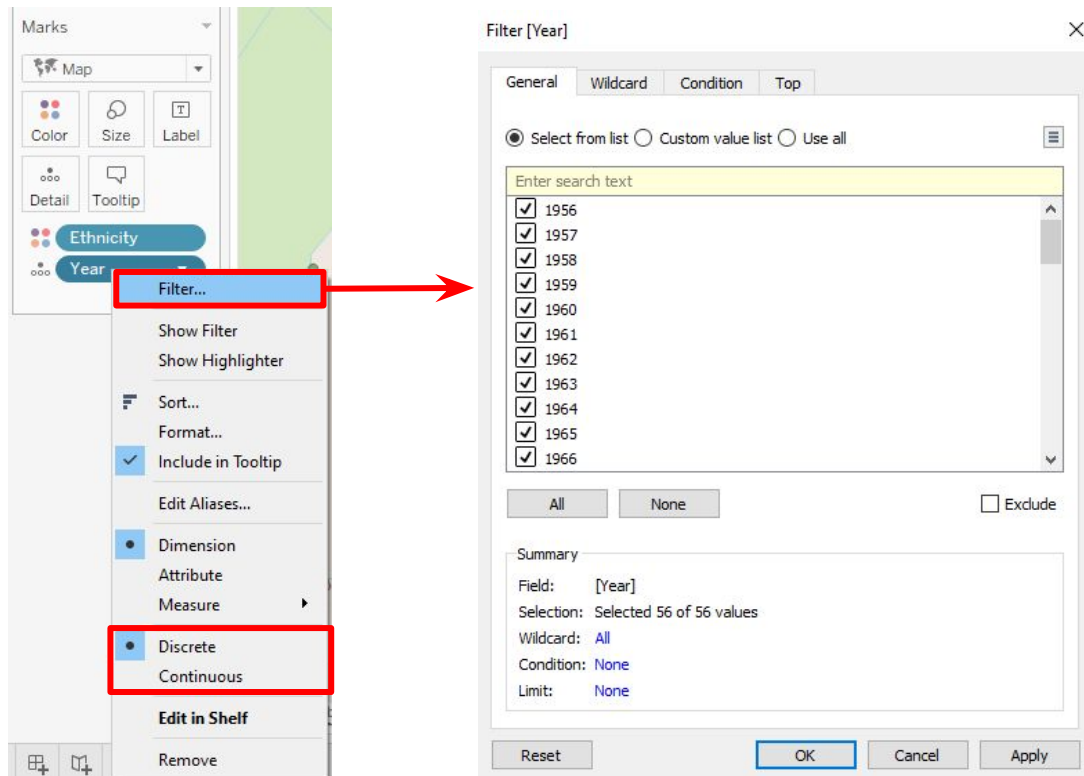 Marks
Map
Color Size Label
Detail Tooltip
Ethnicity
Year
Filter...
Show Filter
Show Highlighter
Sort...
Format...
Include in Tooltip
Edit Aliases...
Dimension
Attribute
Measure
Discrete
Continuous
Edit in Shelf
Remove
Filter [Year]
General Wildcard Condition Top
Select from list Custom value list Use all
Enter search text
1956
1957
1958
1959
1960
1961
1962
1963
1964
1965
1966
All None Exclude
Summary
Field: [Year]
Selection: Selected 56 of 56 values
Wildcard: All
Condition: None
Limit: None
Reset OK Cancel Apply